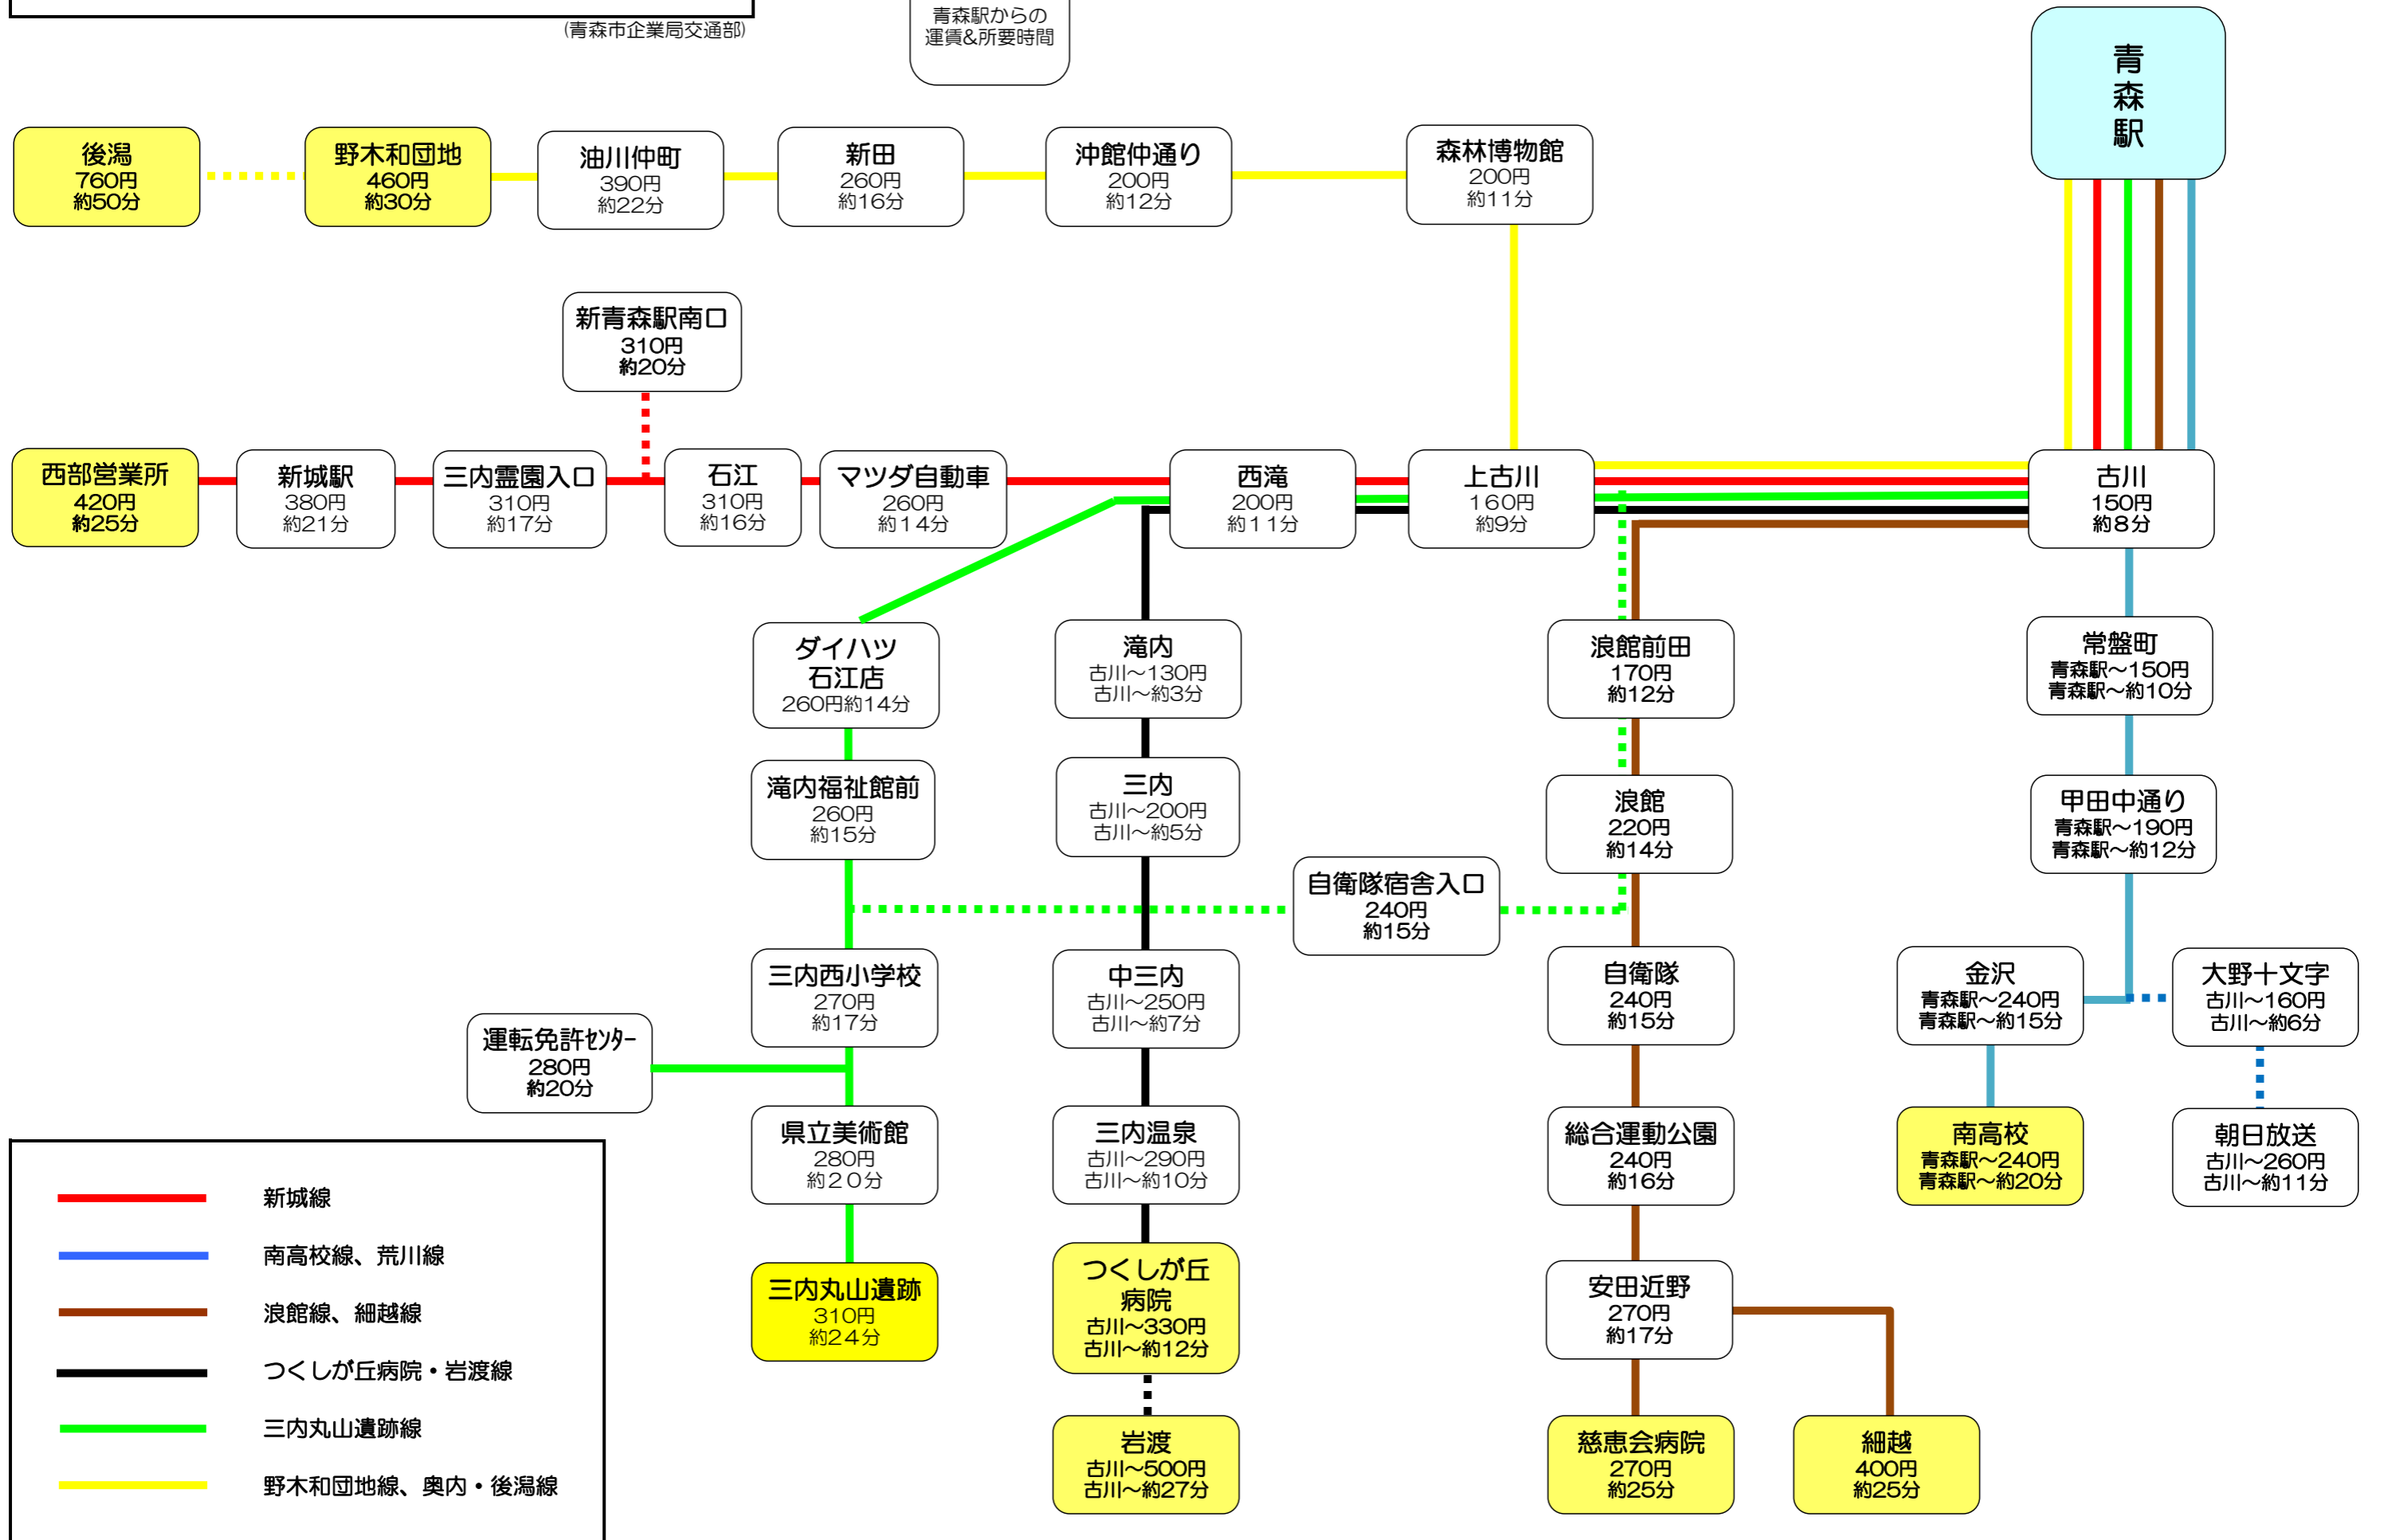 (青森市企業局交通部)
青森駅からの
運賃&所要時間
青森駅
後潟
760円
約50分
野木和団地
460円
約30分
油川仲町
390円
約22分
新田
260円
約16分
沖館仲通り
200円
約12分
森林博物館
200円
約11分
新青森駅南口
310円
約20分
西部営業所
420円
約25分
新城駅
380円
約21分
三内霊園入口
310円
約17分
石江
310円
約16分
マツダ自動車
260円
約14分
西滝
200円
約11分
上古川
160円
約9分
古川
150円
約8分
ダイハツ
石江店
260円約14分
滝内
古川～130円
古川～約3分
浪館前田
170円
約12分
常盤町
青森駅～150円
青森駅～約10分
滝内福祉館前
260円
約15分
三内
古川～200円
古川～約5分
浪館
220円
約14分
甲田中通り
青森駅～190円
青森駅～約12分
自衛隊宿舎入口
240円
約15分
三内西小学校
270円
約17分
中三内
古川～250円
古川～約7分
自衛隊
240円
約15分
金沢
青森駅～240円
青森駅～約15分
大野十文字
古川～160円
古川～約6分
運転免許ｾﾝﾀｰ
280円
約20分
県立美術館
280円
約20分
三内温泉
古川～290円
古川～約10分
総合運動公園
240円
約16分
南高校
青森駅～240円
青森駅～約20分
朝日放送
古川～260円
古川～約11分
三内丸山遺跡
310円
約24分
つくしが丘
病院
古川～330円
古川～約12分
安田近野
270円
約17分
岩渡
古川～500円
古川～約27分
慈恵会病院
270円
約25分
細越
400円
約25分
新城線
南高校線、荒川線
浪館線、細越線
つくしが丘病院・岩渡線
三内丸山遺跡線
野木和団地線、奥内・後潟線